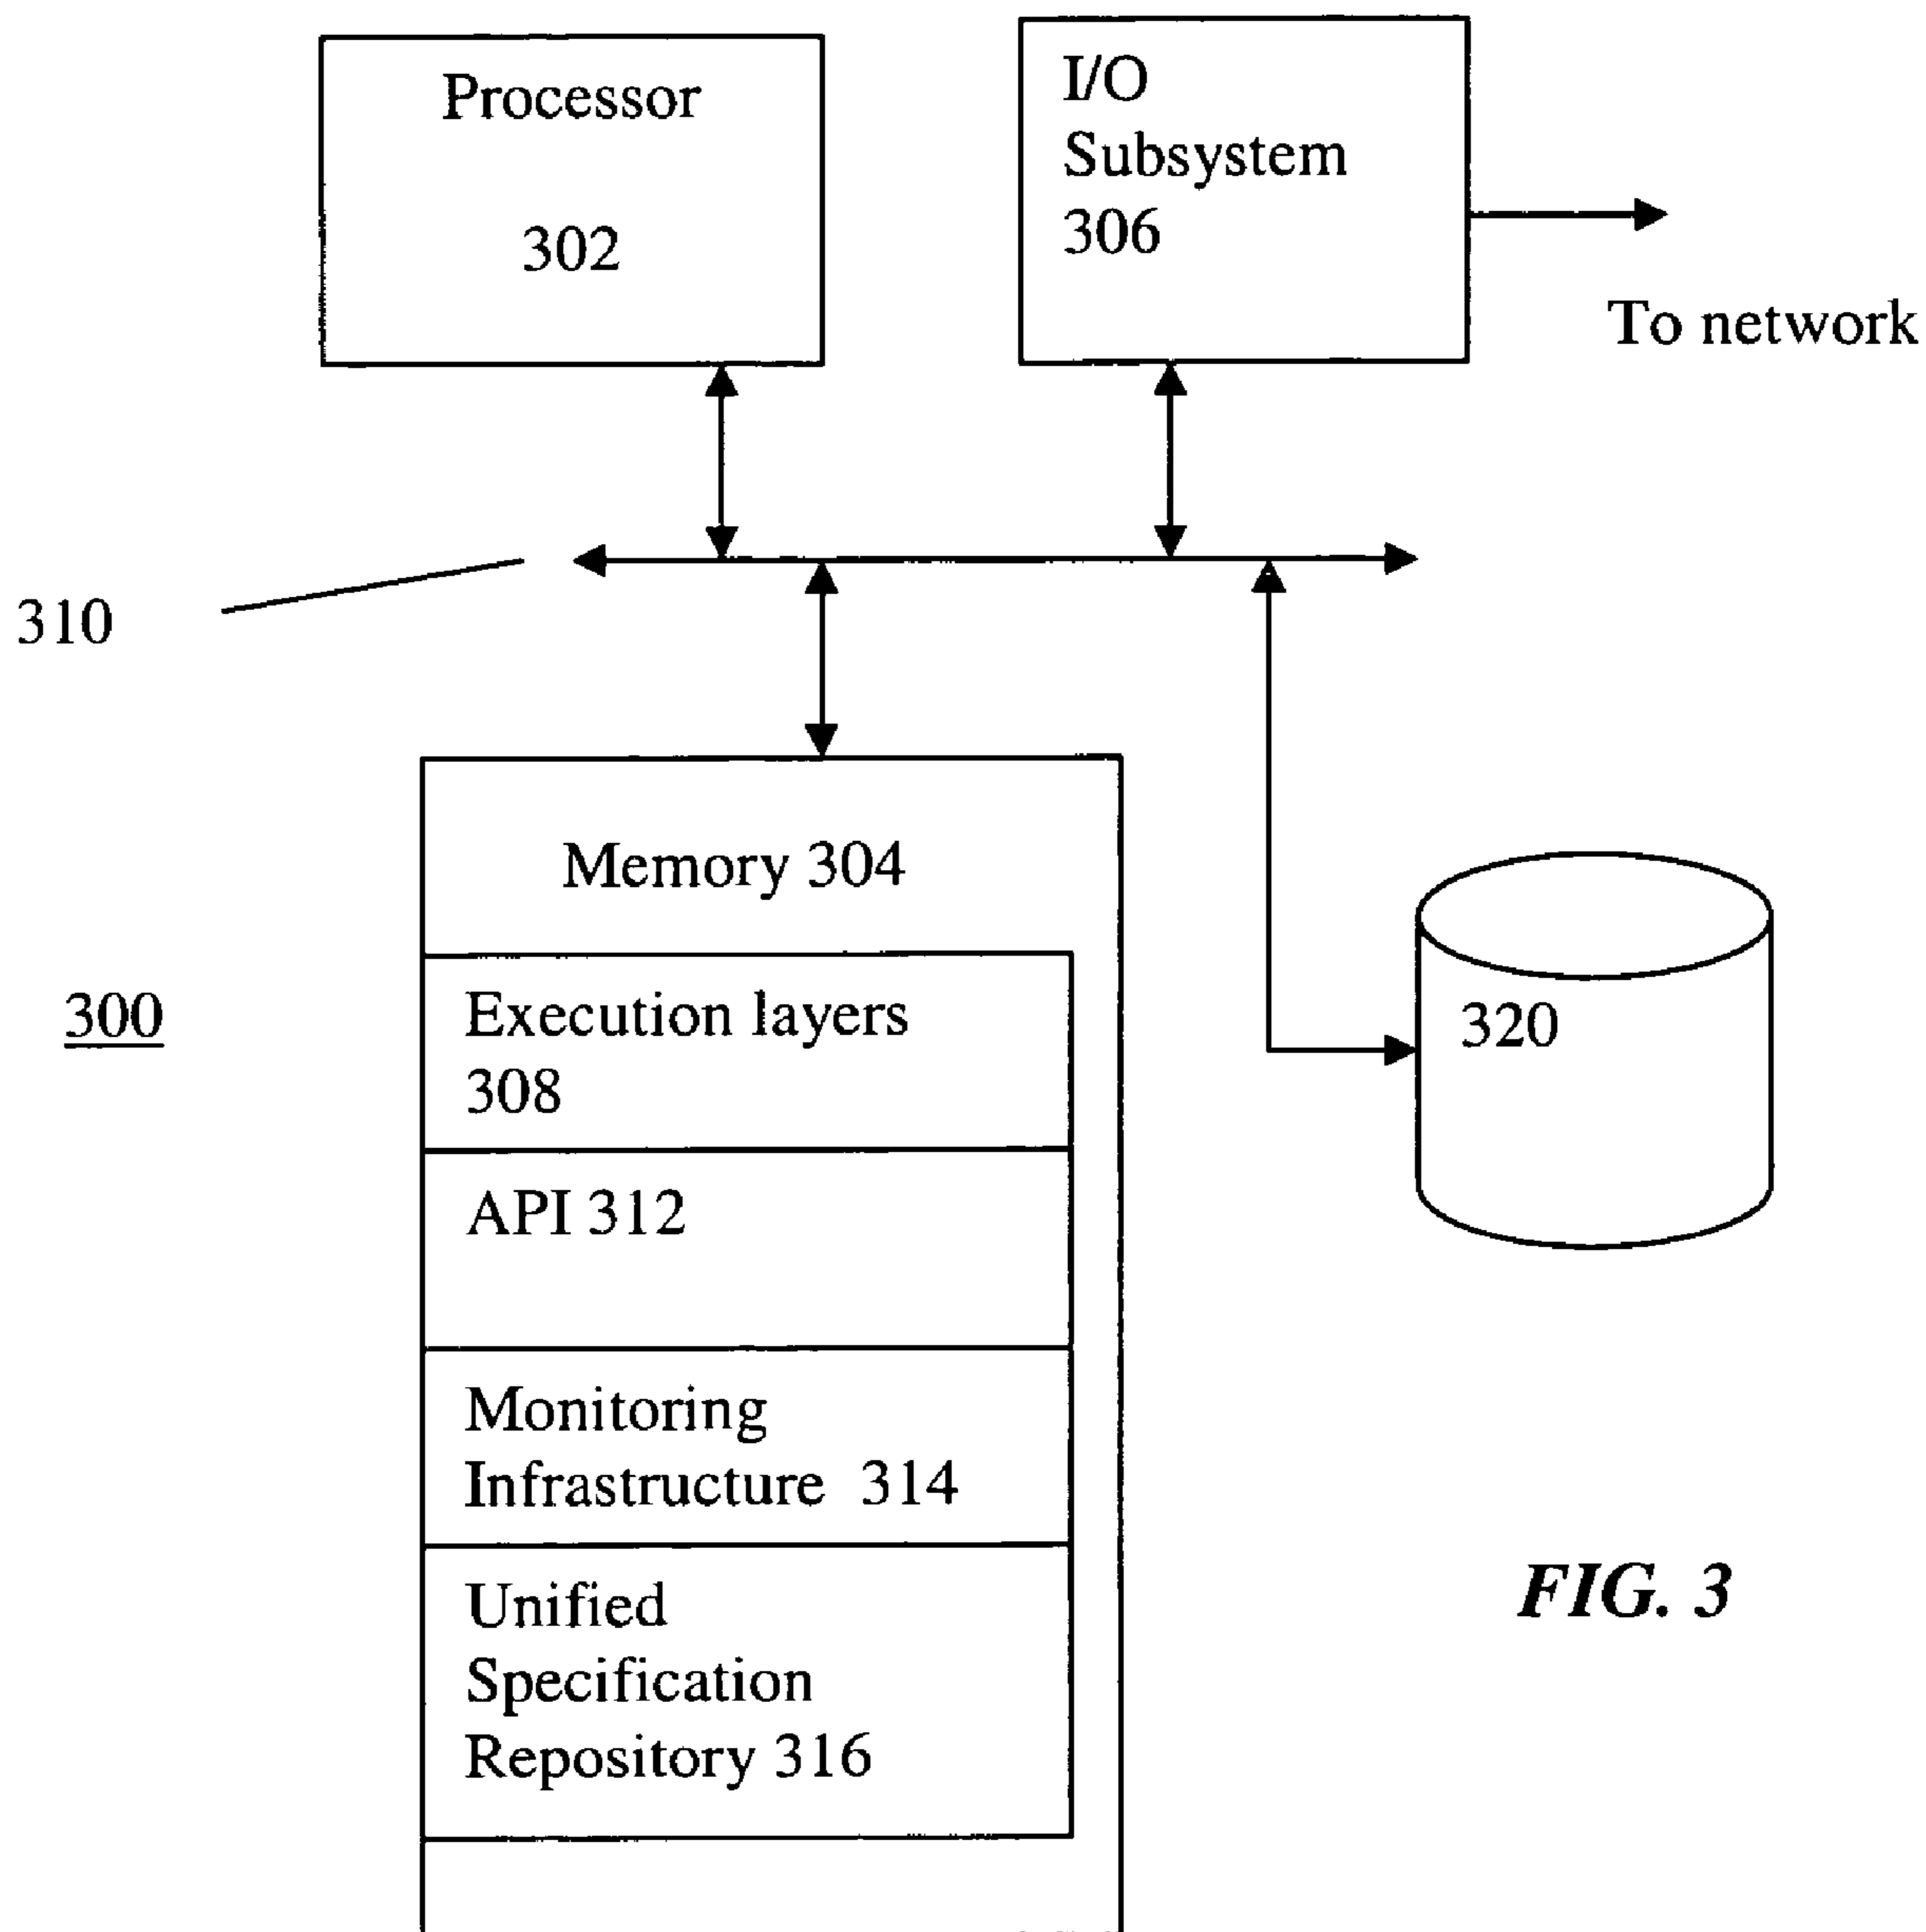 Processor
302
I/O
Subsystem
306
To network
310
Memory 304
300
Execution layers
308
320
API 312
Monitoring
Infrastructure 314
Unified
Specification
Repository 316
FIG. 3